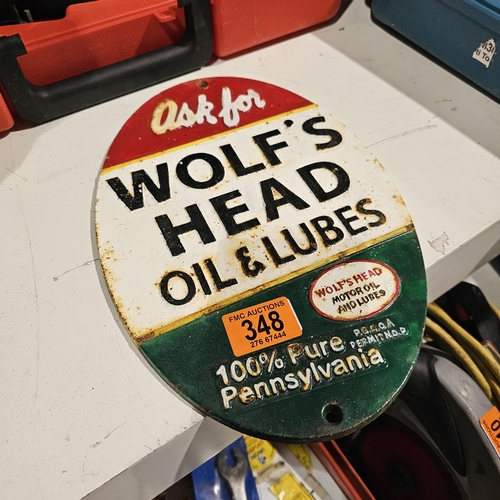 Ask for
WOLF'S
HEAD
OIL & LUBES
WOLF'S HEAD
MOTOR OIL
AND LUBES
FMC AUCTIONS
348
276 67444
100% Pure
Pennsylvania
P.G.C.O.A
PERMIT N.O.P.